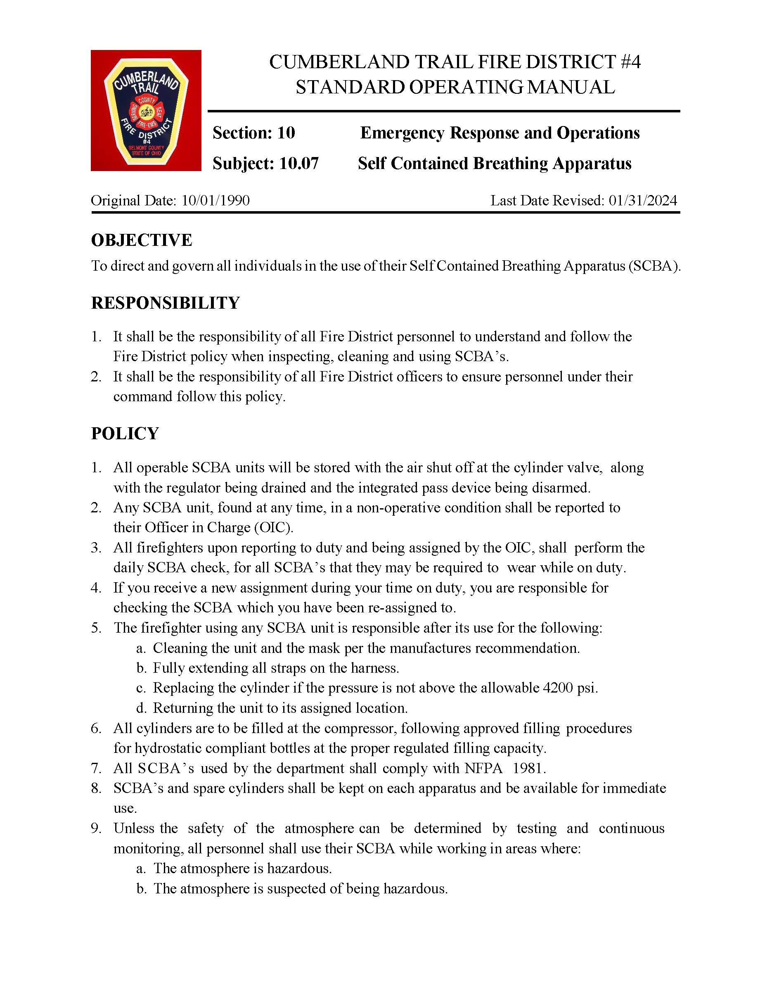 CUMBERLAND
TRAIL
COUNTY
SERVING
SEAT
FIRE-EMS
FIRE DISTRICT
#4
BELMONT COUNTY
STATE OF OHIO
CUMBERLAND TRAIL FIRE DISTRICT #4
STANDARD OPERATING MANUAL
Section: 10 Emergency Response and Operations
Subject: 10.07 Self Contained Breathing Apparatus
Original Date: 10/01/1990 Last Date Revised: 01/31/2024
OBJECTIVE
To direct and govern all individuals in the use of their Self Contained Breathing Apparatus (SCBA).
RESPONSIBILITY
1. It shall be the responsibility of all Fire District personnel to understand and follow the
Fire District policy when inspecting, cleaning and using SCBA's.
2. It shall be the responsibility of all Fire District officers to ensure personnel under their
command follow this policy.
POLICY
1. All operable SCBA units will be stored with the air shut off at the cylinder valve, along
with the regulator being drained and the integrated pass device being disarmed.
2. Any SCBA unit, found at any time, in a non-operative condition shall be reported to
their Officer in Charge (OIC).
3. All firefighters upon reporting to duty and being assigned by the OIC, shall perform the
daily SCBA check, for all SCBA's that they may be required to wear while on duty.
4. If you receive a new assignment during your time on duty, you are responsible for
checking the SCBA which you have been re-assigned to.
5. The firefighter using any SCBA unit is responsible after its use for the following:
a. Cleaning the unit and the mask per the manufactures recommendation.
b. Fully extending all straps on the harness.
c. Replacing the cylinder if the pressure is not above the allowable 4200 psi.
d. Returning the unit to its assigned location.
6. All cylinders are to be filled at the compressor, following approved filling procedures
for hydrostatic compliant bottles at the proper regulated filling capacity.
7. All SCBA's used by the department shall comply with NFPA 1981.
8. SCBA's and spare cylinders shall be kept on each apparatus and be available for immediate
use.
9. Unless the safety of the atmosphere can be determined by testing and continuous
monitoring, all personnel shall use their SCBA while working in areas where:
a. The atmosphere is hazardous.
b. The atmosphere is suspected of being hazardous.